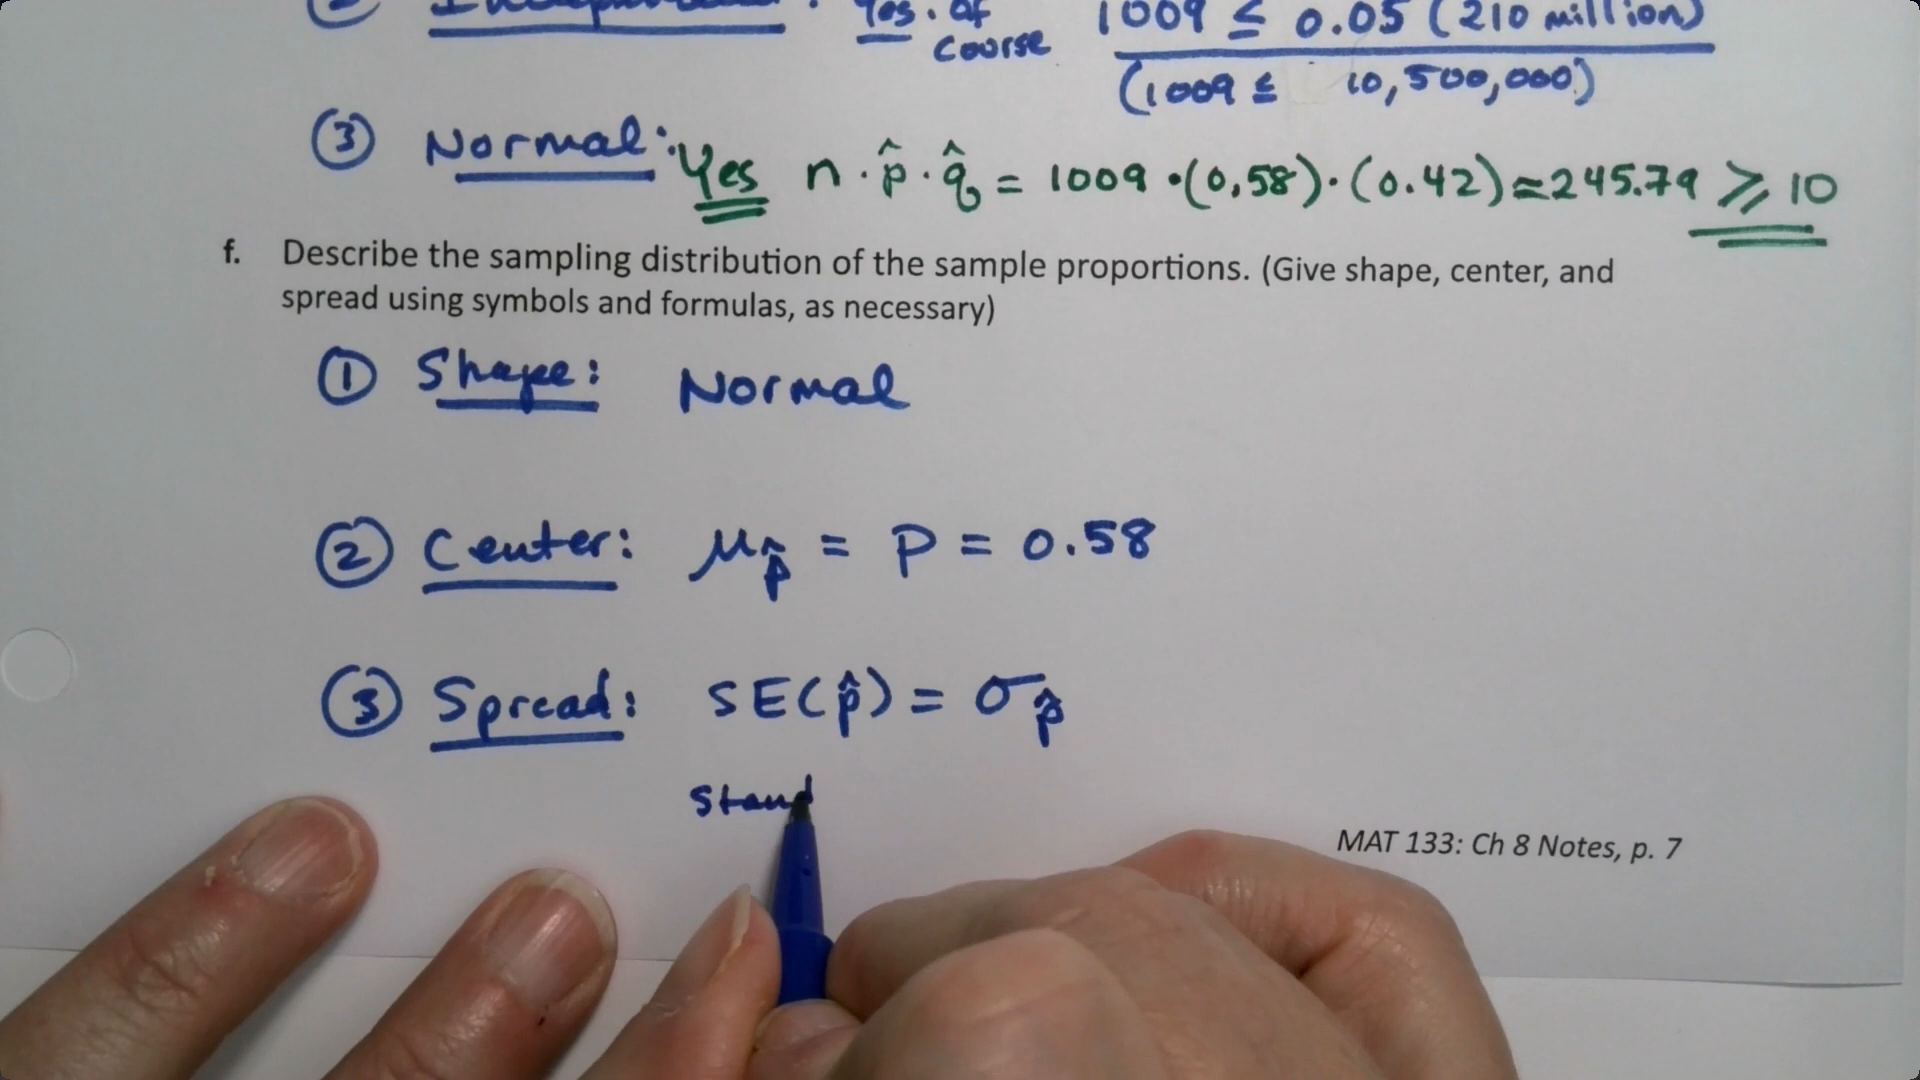 Yes. Of course 1009 ≤ 0.05 (210 million)
(1009 ≤ 10,500,000)
③ Normal: Yes n · p̂ · q̂ = 1009 · (0.58) · (0.42) ≈ 245.79 ≥ 10
f. Describe the sampling distribution of the sample proportions. (Give shape, center, and
spread using symbols and formulas, as necessary)
① Shape: Normal
② Center: μp̂ = P = 0.58
③ Spread: SE(p̂) = σp̂
Stand
MAT 133: Ch 8 Notes, p. 7